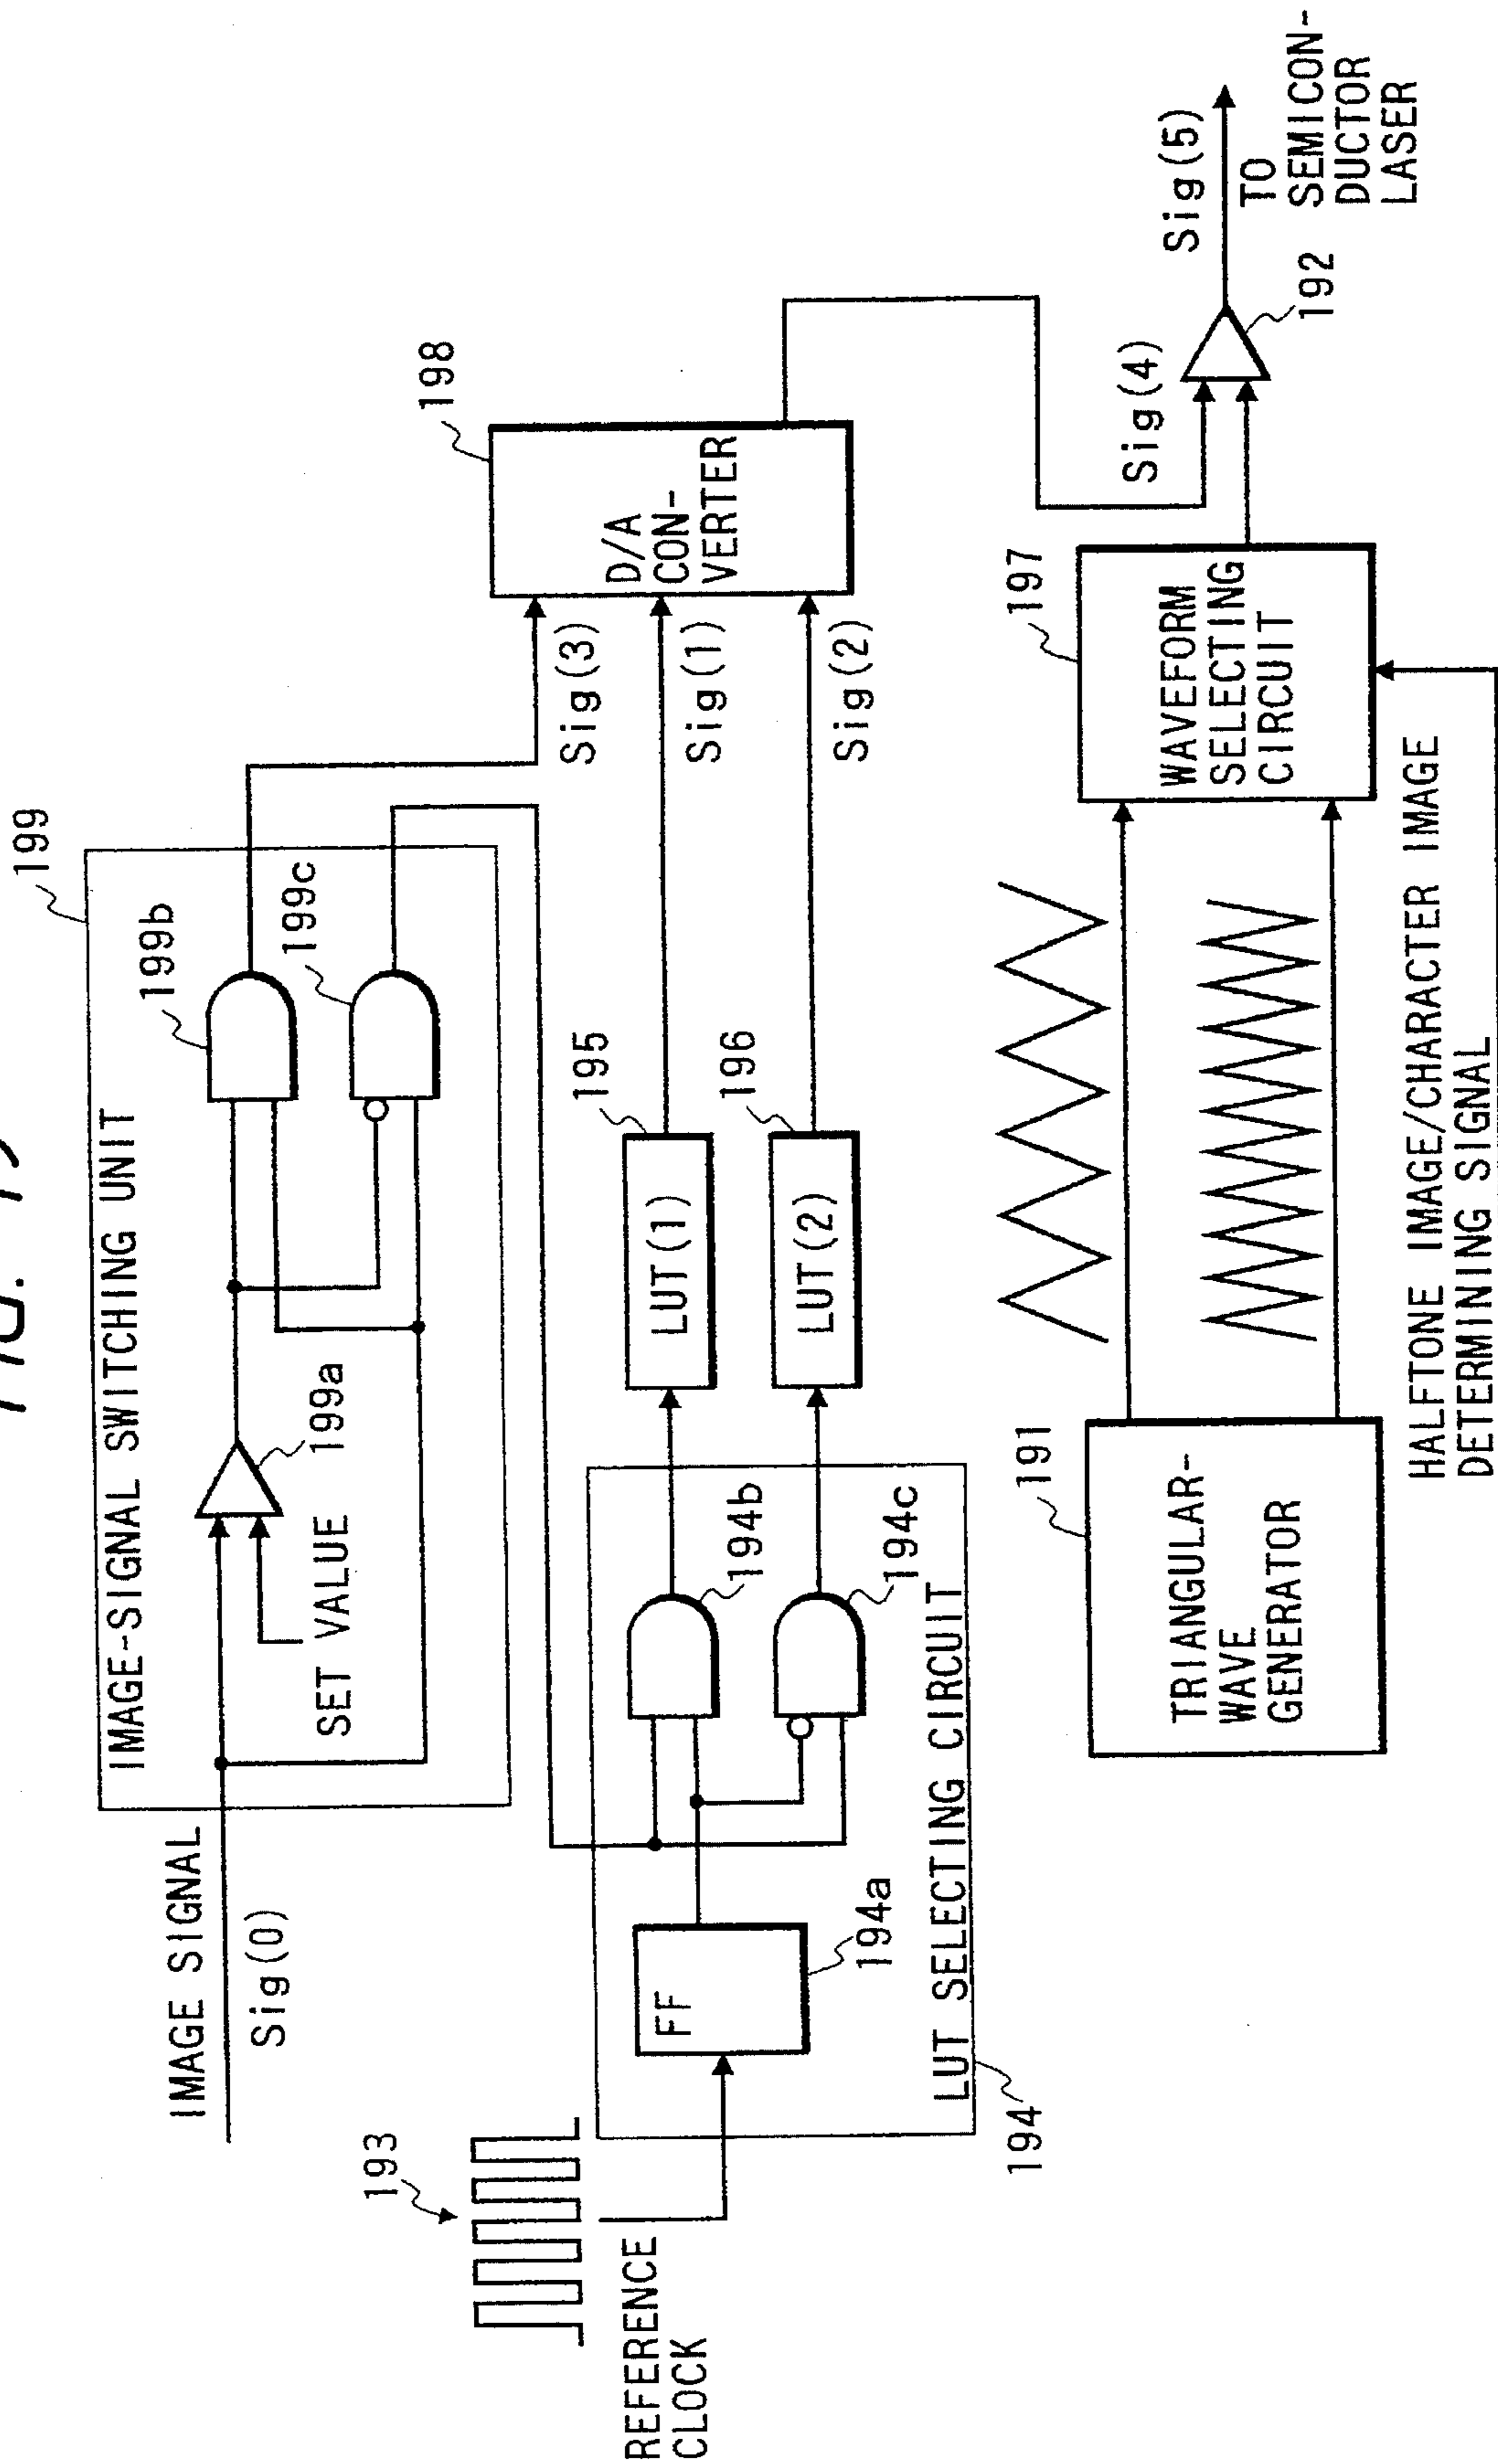 199
IMAGE-SIGNAL SWITCHING UNIT
199b
199c
199a
SET VALUE
IMAGE SIGNAL
Sig(0)
198
D/A
CON-
VERTER
Sig(3)
Sig(1)
Sig(2)
193
REFERENCE
CLOCK
FF
194a
194b
194c
LUT SELECTING CIRCUIT
194
195
LUT(1)
196
LUT(2)
191
TRIANGULAR-
WAVE
GENERATOR
197
WAVEFORM
SELECTING
CIRCUIT
HALFTONE IMAGE/CHARACTER IMAGE
DETERMINING SIGNAL
Sig(4)
192
Sig(5)
TO
SEMICON-
DUCTOR
LASER